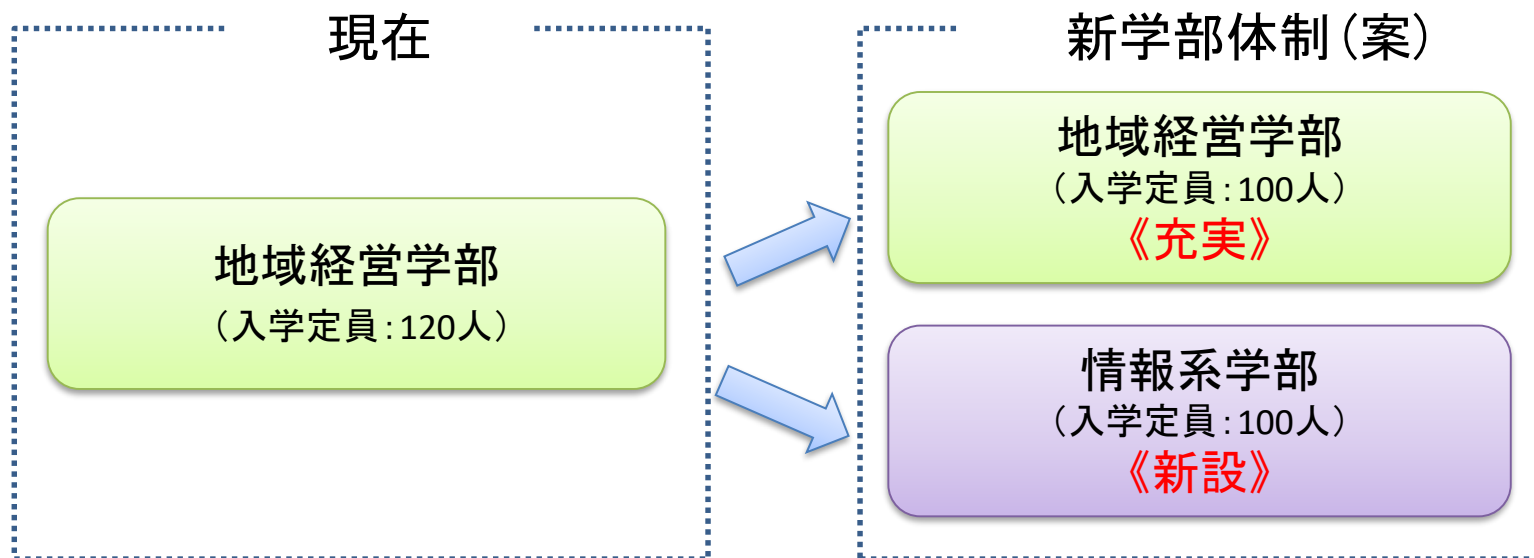 現在
地域経営学部
（入学定員：120人）
新学部体制（案）
地域経営学部
（入学定員：100人）
《充実》
情報系学部
（入学定員：100人）
《新設》